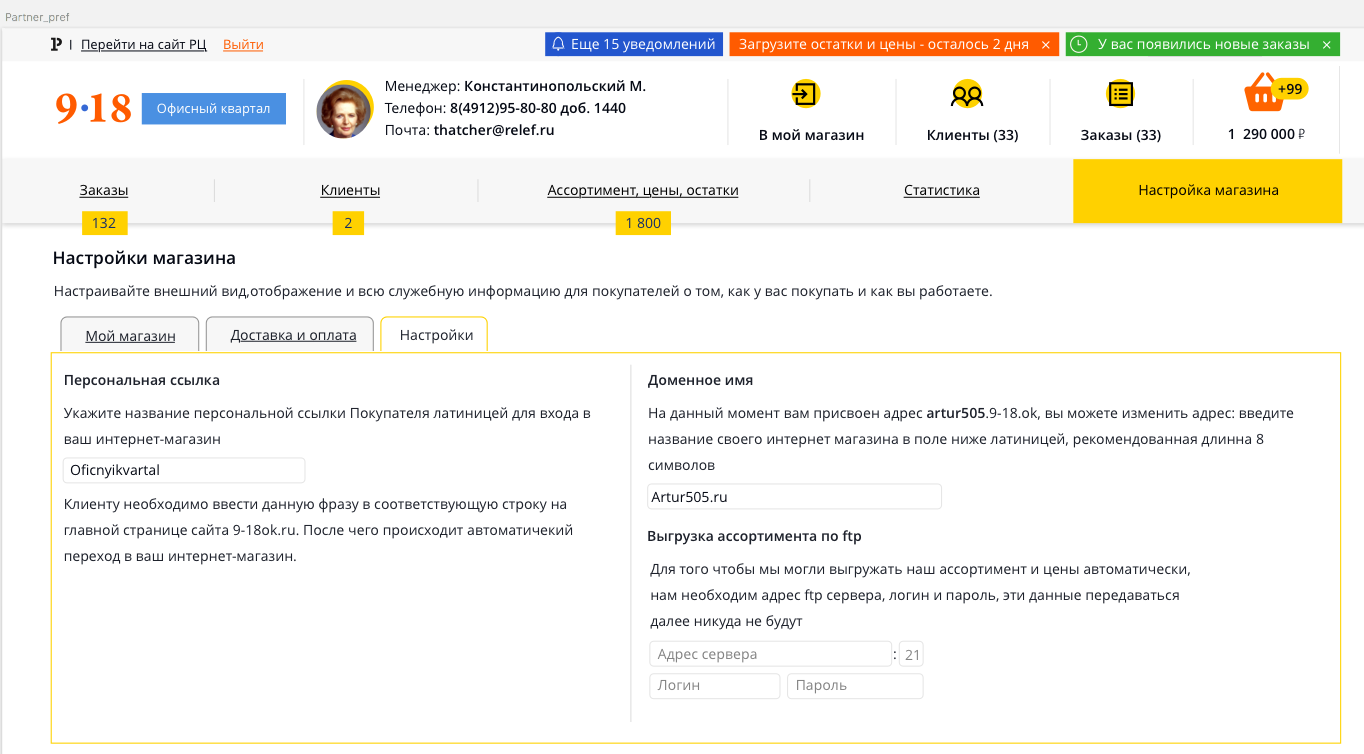 Partner_pref
Р | Перейти на сайт РЦ Выйти
Еще 15 уведомлений
Загрузите остатки и цены - осталось 2 дня ×
У вас появились новые заказы ×
9·18 Офисный квартал
Менеджер: Константинопольский М.
Телефон: 8(4912)95-80-80 доб. 1440
Почта: thatcher@relef.ru
В мой магазин
Клиенты (33)
Заказы (33)
+99
1 290 000 ₽
Заказы
132
Клиенты
2
Ассортимент, цены, остатки
1 800
Статистика
Настройка магазина
Настройки магазина
Настраивайте внешний вид,отображение и всю служебную информацию для покупателей о том, как у вас покупать и как вы работаете.
Мой магазин
Доставка и оплата
Настройки
Персональная ссылка
Укажите название персональной ссылки Покупателя латиницей для входа в
ваш интернет-магазин
Oficnyikvartal
Клиенту необходимо ввести данную фразу в соответствующую строку на
главной странице сайта 9-18ok.ru. После чего происходит автоматичекий
переход в ваш интернет-магазин.
Доменное имя
На данный момент вам присвоен адрес artur505.9-18.ok, вы можете изменить адрес: введите
название своего интернет магазина в поле ниже латиницей, рекомендованная длинна 8
символов
Artur505.ru
Выгрузка ассортимента по ftp
Для того чтобы мы могли выгружать наш ассортимент и цены автоматически,
нам необходим адрес ftp сервера, логин и пароль, эти данные передаваться
далее никуда не будут
Адрес сервера : 21
Логин Пароль